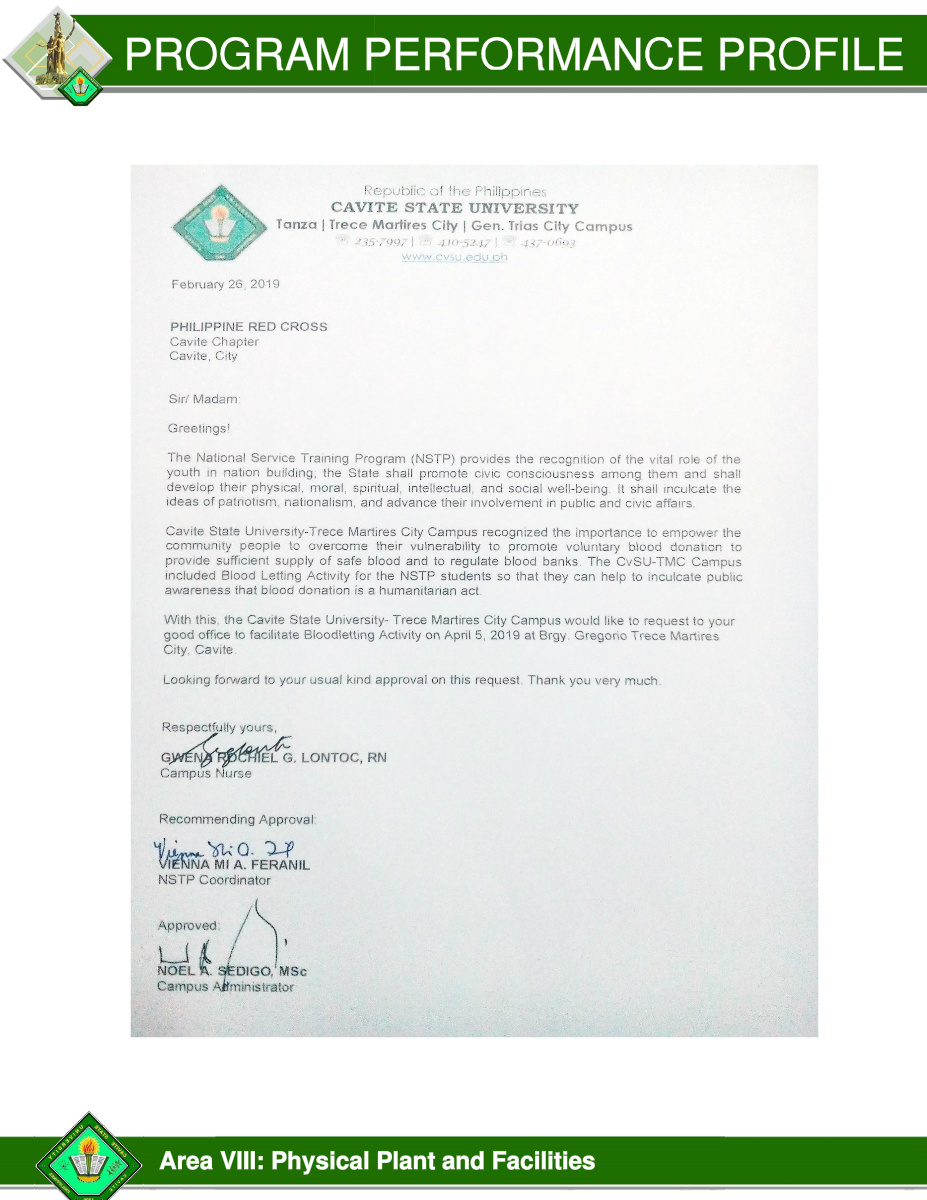 PROGRAM PERFORMANCE PROFILE
Republic of the Philippines
CAVITE STATE UNIVERSITY
Tanza | Trece Martires City | Gen. Trias City Campus
☏ 235-7997 | ☏ 410-5247 | ☏ 437-0693
www.cvsu.edu.ph
February 26, 2019
PHILIPPINE RED CROSS
Cavite Chapter
Cavite, City
Sir/ Madam:
Greetings!
The National Service Training Program (NSTP) provides the recognition of the vital role of the
youth in nation building; the State shall promote civic consciousness among them and shall
develop their physical, moral, spiritual, intellectual, and social well-being. It shall inculcate the
ideas of patriotism, nationalism, and advance their involvement in public and civic affairs.
Cavite State University-Trece Martires City Campus recognized the importance to empower the
community people to overcome their vulnerability to promote voluntary blood donation to
provide sufficient supply of safe blood and to regulate blood banks. The CvSU-TMC Campus
included Blood Letting Activity for the NSTP students so that they can help to inculcate public
awareness that blood donation is a humanitarian act.
With this, the Cavite State University- Trece Martires City Campus would like to request to your
good office to facilitate Bloodletting Activity on April 5, 2019 at Brgy. Gregorio Trece Martires
City, Cavite.
Looking forward to your usual kind approval on this request. Thank you very much.
Respectfully yours,
GWENA ROCHIEL G. LONTOC, RN
Campus Nurse
Recommending Approval:
VIENNA MI A. FERANIL
NSTP Coordinator
Approved:
NOEL A. SEDIGO, MSc
Campus Administrator
Area VIII: Physical Plant and Facilities